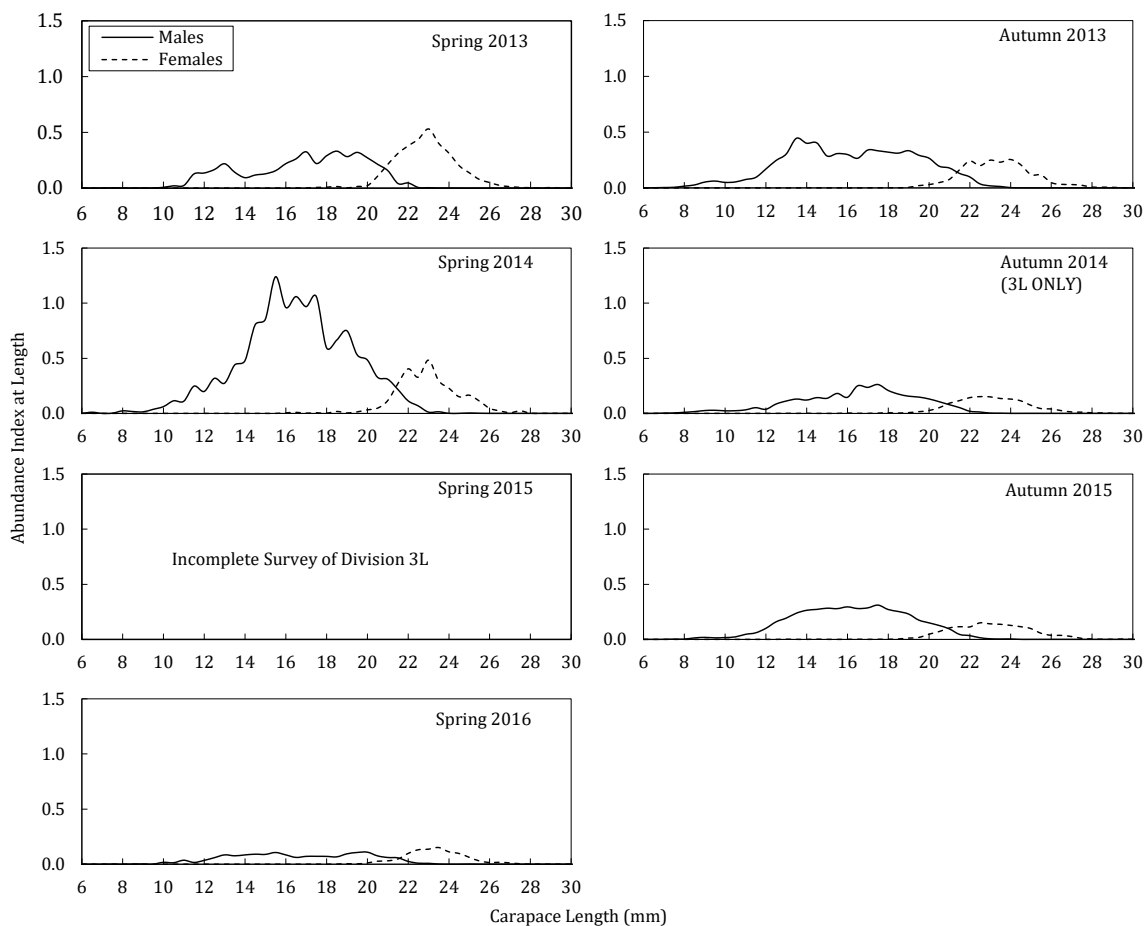 Abundance Index at Length
1.5
1.0
0.5
0.0
Males
Females
Spring 2013
6 8 10 12 14 16 18 20 22 24 26 28 30
1.5
1.0
0.5
0.0
Autumn 2013
6 8 10 12 14 16 18 20 22 24 26 28 30
1.5
1.0
0.5
0.0
Spring 2014
6 8 10 12 14 16 18 20 22 24 26 28 30
1.5
1.0
0.5
0.0
Autumn 2014
(3L ONLY)
6 8 10 12 14 16 18 20 22 24 26 28 30
1.5
1.0
0.5
0.0
Spring 2015
Incomplete Survey of Division 3L
6 8 10 12 14 16 18 20 22 24 26 28 30
1.5
1.0
0.5
0.0
Autumn 2015
6 8 10 12 14 16 18 20 22 24 26 28 30
1.5
1.0
0.5
0.0
Spring 2016
6 8 10 12 14 16 18 20 22 24 26 28 30
Carapace Length (mm)